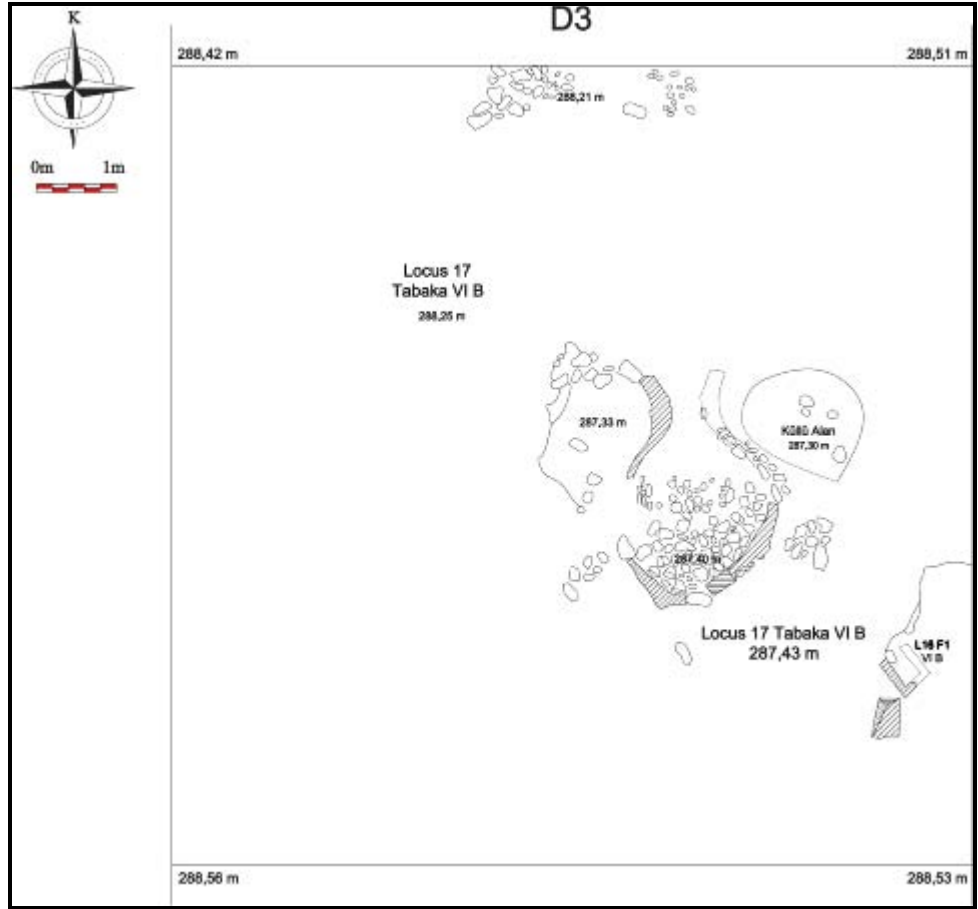 D3
K
288,42 m
288,51 m
288,21 m
0m 1m
Locus 17
Tabaka VI B
288,25 m
287,33 m
Küllü Alan
287,30 m
287,40 m
Locus 17 Tabaka VI B
287,43 m
L16 F1
VI B
288,56 m
288,53 m